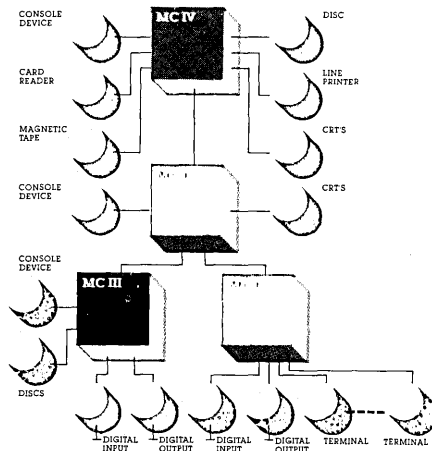 CONSOLE
DEVICE
MC IV
DISC
CARD
READER
LINE
PRINTER
MAGNETIC
TAPE
CRT'S
CONSOLE
DEVICE
CRT'S
CONSOLE
DEVICE
MC III
DISCS
DIGITAL
INPUT
DIGITAL
OUTPUT
DIGITAL
INPUT
DIGITAL
OUTPUT
TERMINAL
TERMINAL